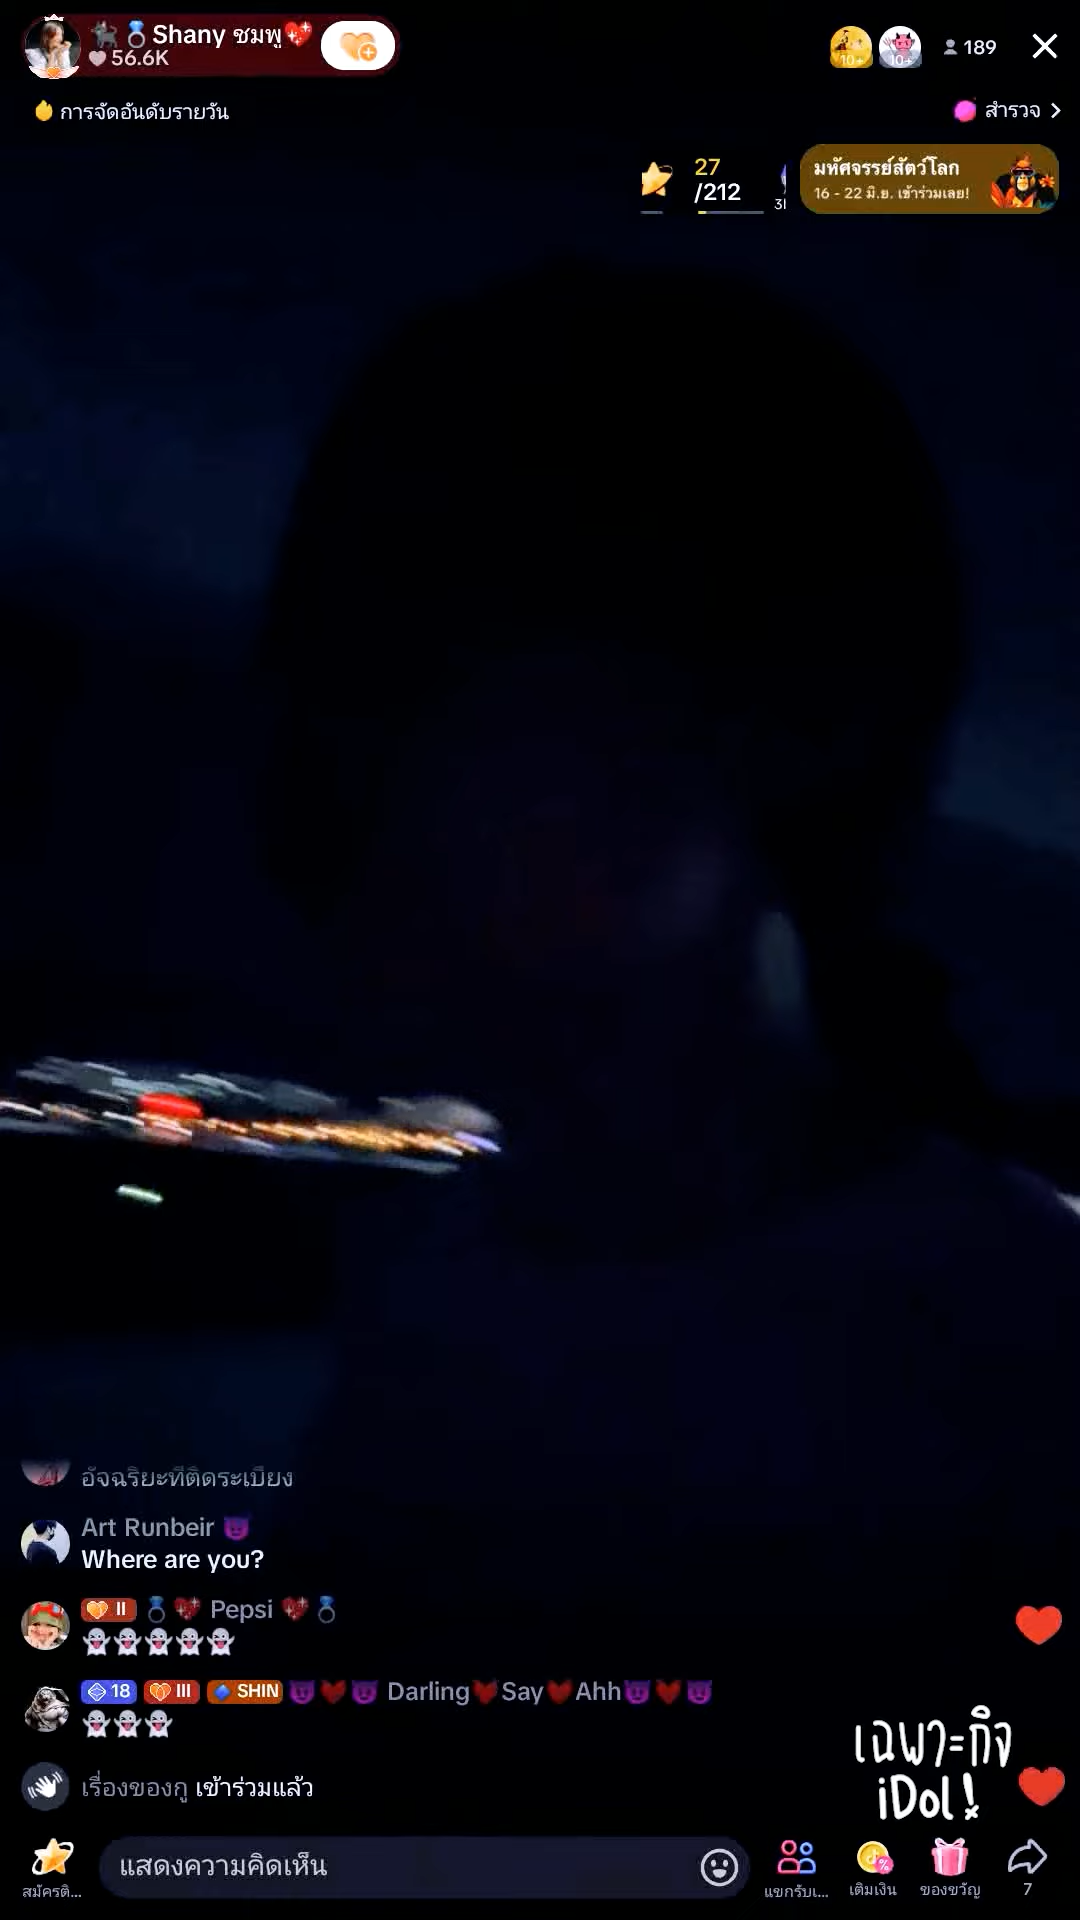 Shany ชมพู
56.6K
10+
10+
189
การจัดอันดับรายวัน
สำรวจ
27
/212
มหัศจรรย์สัตว์โลก
16 - 22 มิ.ย. เข้าร่วมเลย!
อัจฉริยะที่ติดระเบียง
Art Runbeir
Where are you?
II Pepsi
18 III SHIN Darling Say Ahh
เรื่องของกู เข้าร่วมแล้ว
เฉพาะกิจ
iDol!
แสดงความคิดเห็น
สมัครติ...
แขกรับเ...
เติมเงิน
ของขวัญ
7